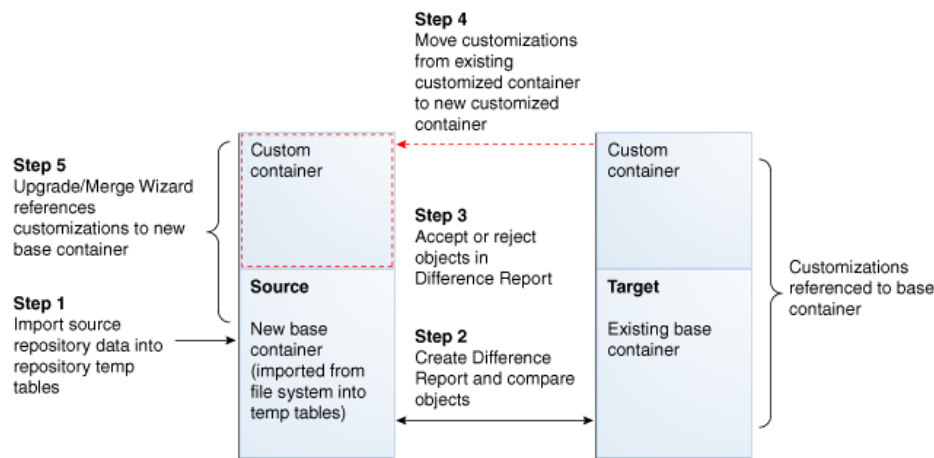 Step 4
Move customizations
from existing
customized container
to new customized
container
Custom
container
Custom
container
Step 5
Upgrade/Merge Wizard
references
customizations to new
base container
Step 3
Accept or reject
objects in
Difference Report
Customizations
referenced to base
container
Source
New base
container
(imported from
file system into
temp tables)
Target
Existing base
container
Step 1
Import source
repository data into
repository temp
tables
Step 2
Create Difference
Report and compare
objects